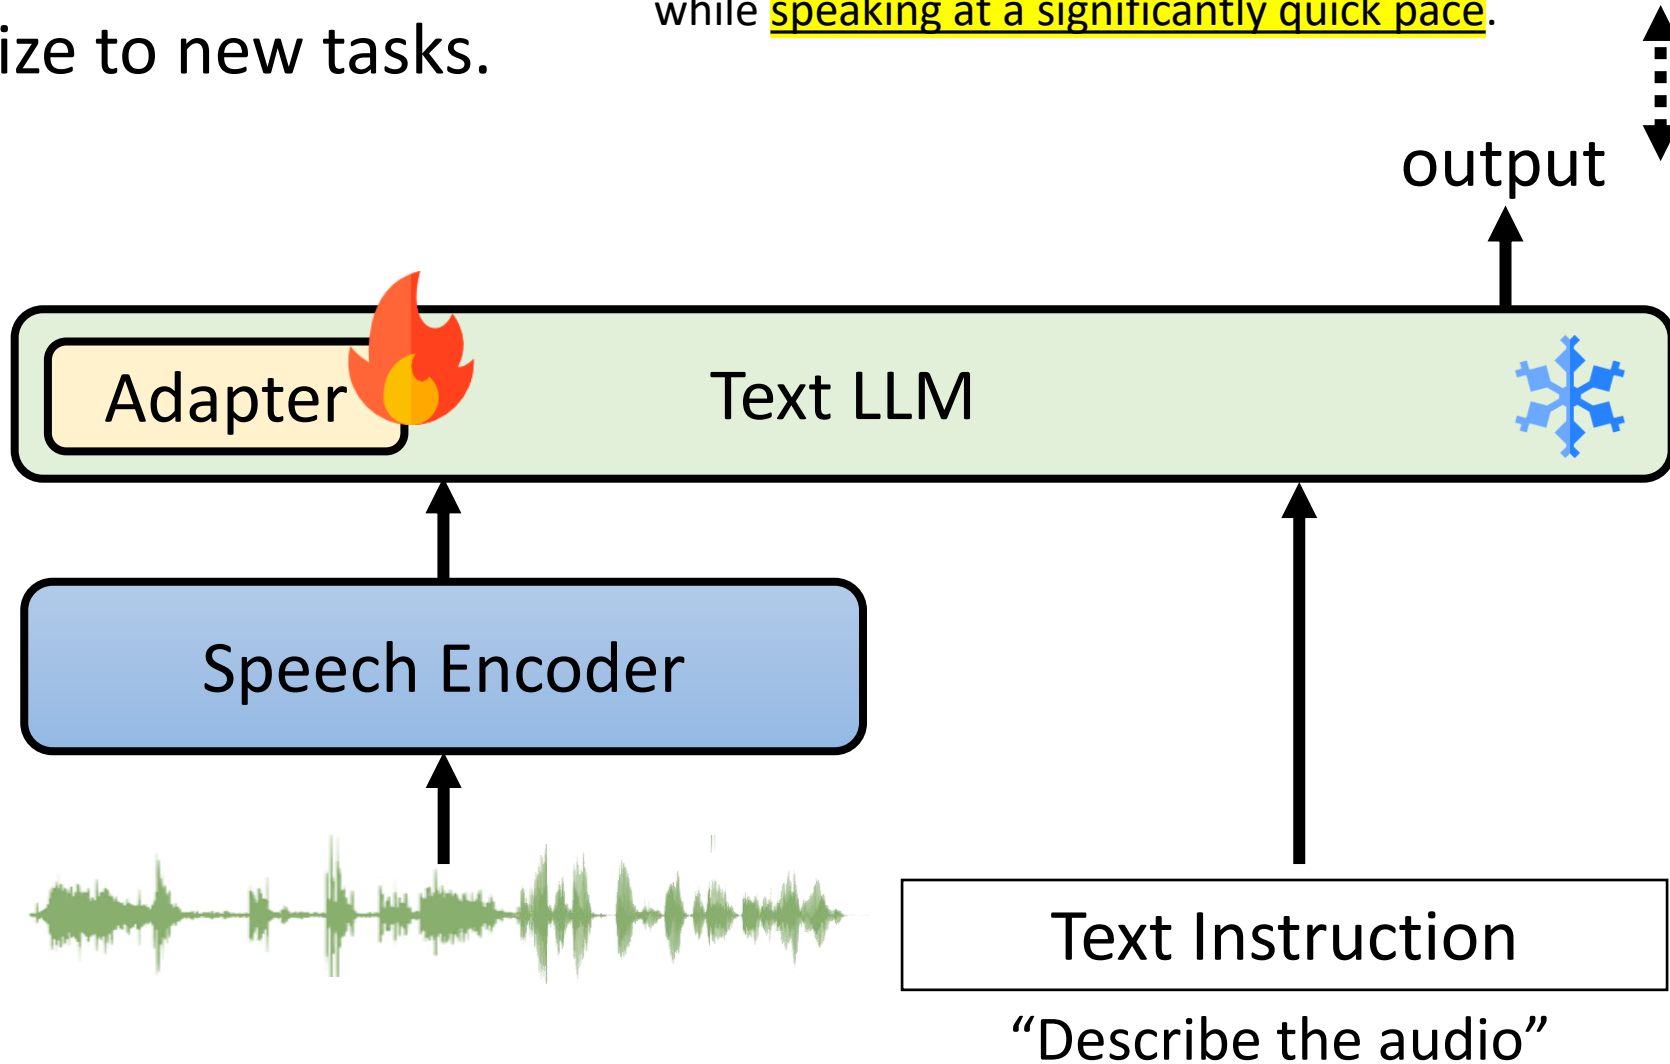 while speaking at a significantly quick pace.
ize to new tasks.
output
Adapter
Text LLM
Speech Encoder
Text Instruction
“Describe the audio”